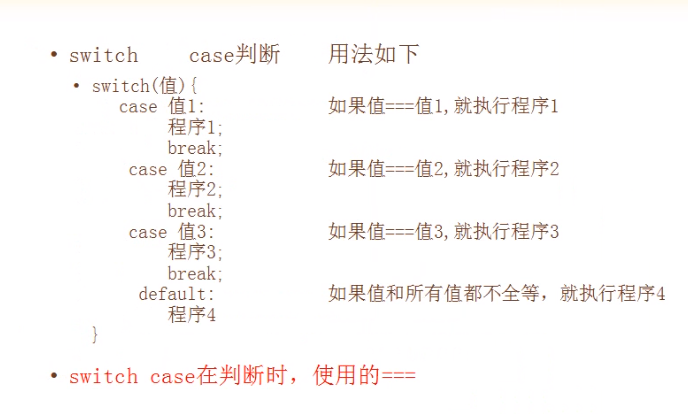 • switch case判断 用法如下
• switch(值){
case 值1: 如果值===值1,就执行程序1
程序1;
break;
case 值2: 如果值===值2,就执行程序2
程序2;
break;
case 值3: 如果值===值3,就执行程序3
程序3;
break;
default: 如果值和所有值都不全等，就执行程序4
程序4
}
• switch case在判断时，使用的===